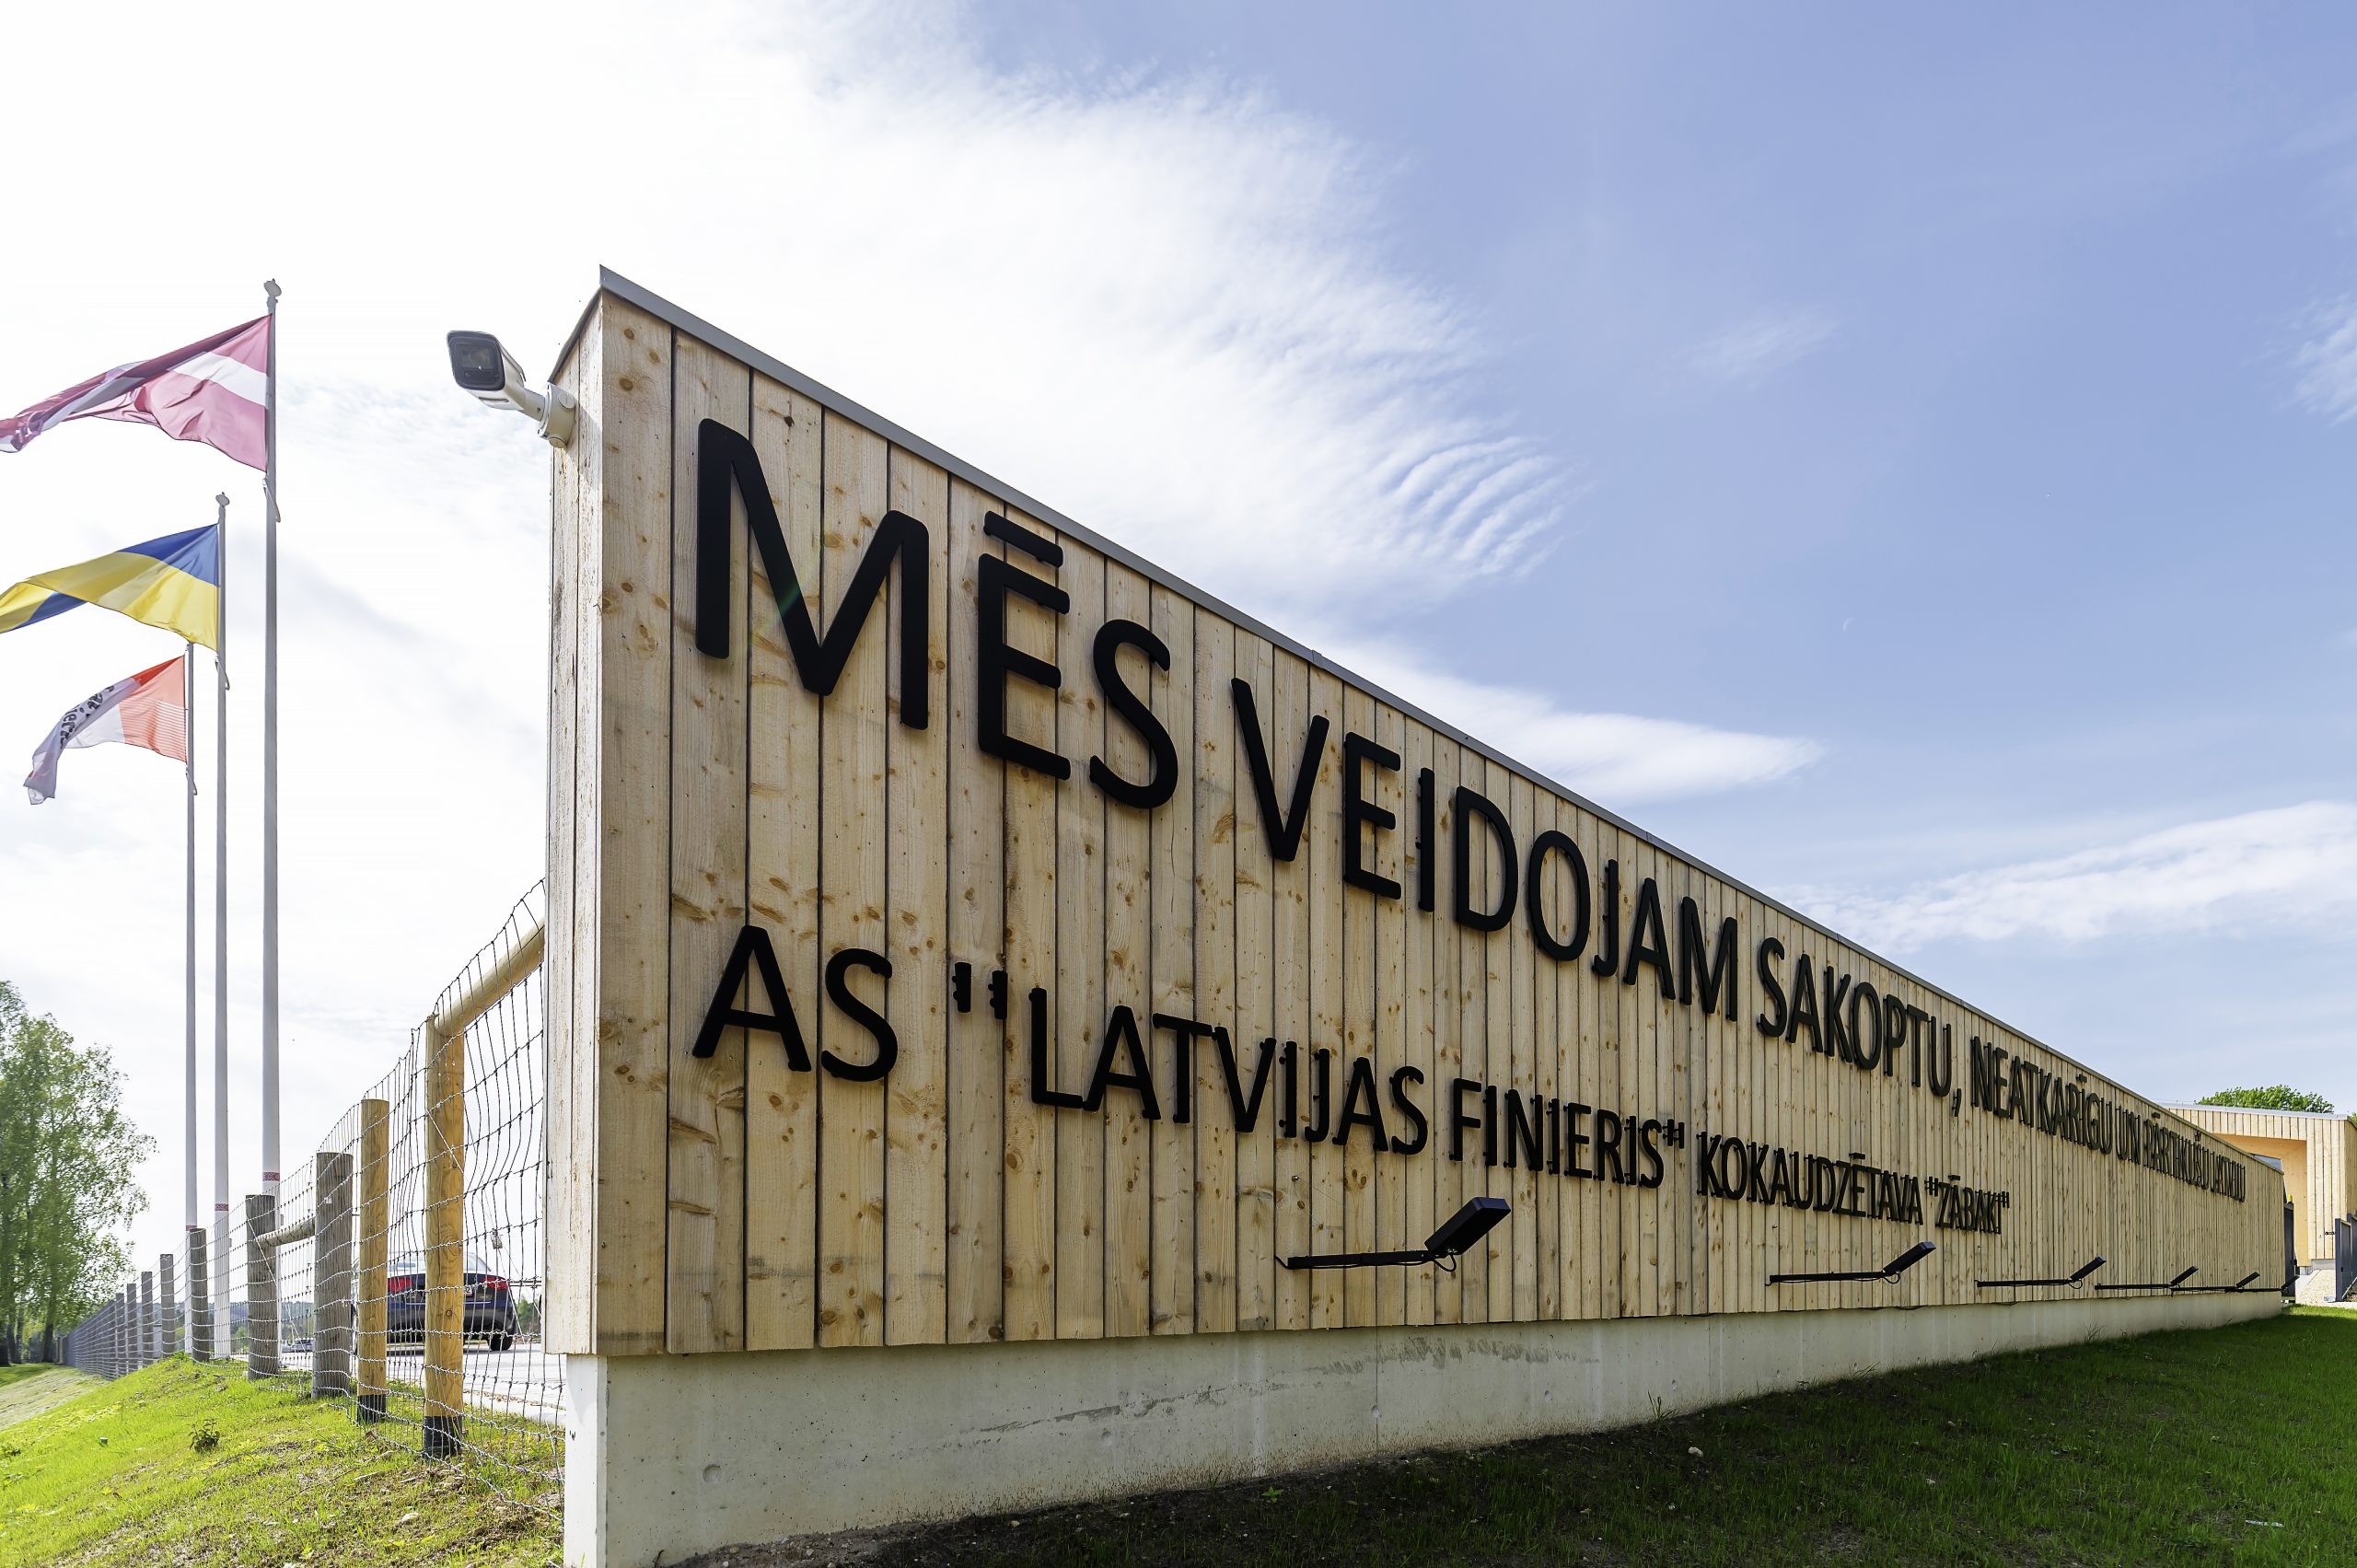 MĒS VEIDOJAM SAKOPTU, NEATKARĪGU UN PĀRTIKUŠU LATVIJU
AS "LATVIJAS FINIERIS" KOKAUDZĒTAVA "ZĀBAKI"